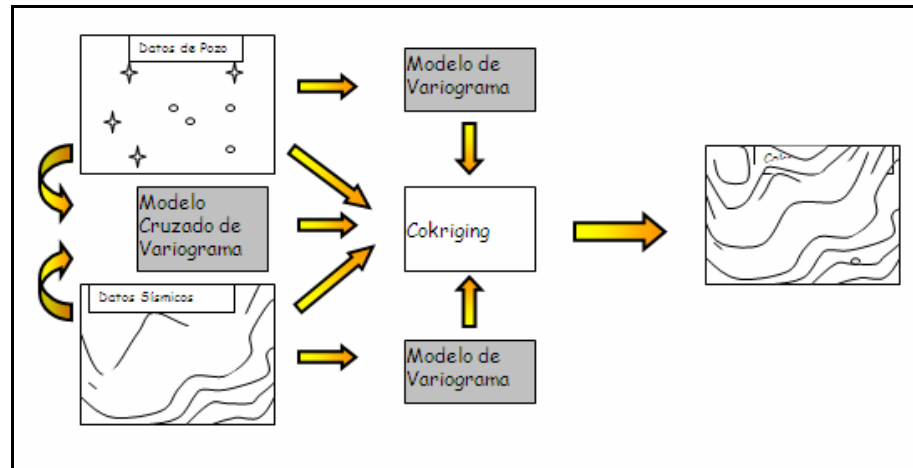 Datos de Pozo
Modelo de
Variograma
Modelo
Cruzado de
Variograma
Cokriging
Datos Sísmicos
Modelo de
Variograma